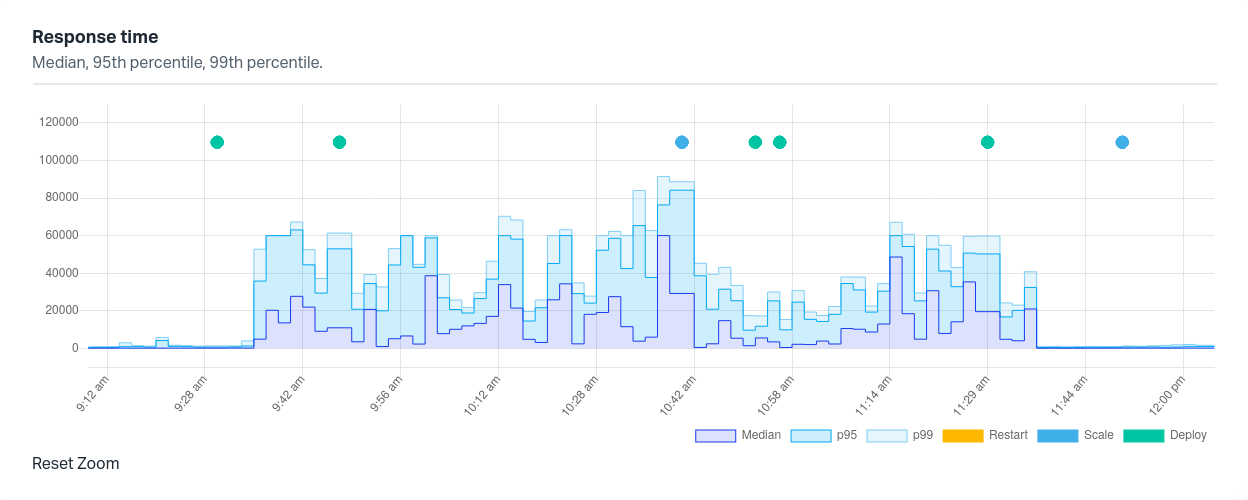 Response time
Median, 95th percentile, 99th percentile.
120000
100000
80000
60000
40000
20000
0
9:12 am
9:28 am
9:42 am
9:56 am
10:12 am
10:28 am
10:42 am
10:58 am
11:14 am
11:29 am
11:44 am
12:00 pm
Median p95 p99 Restart Scale Deploy
Reset Zoom